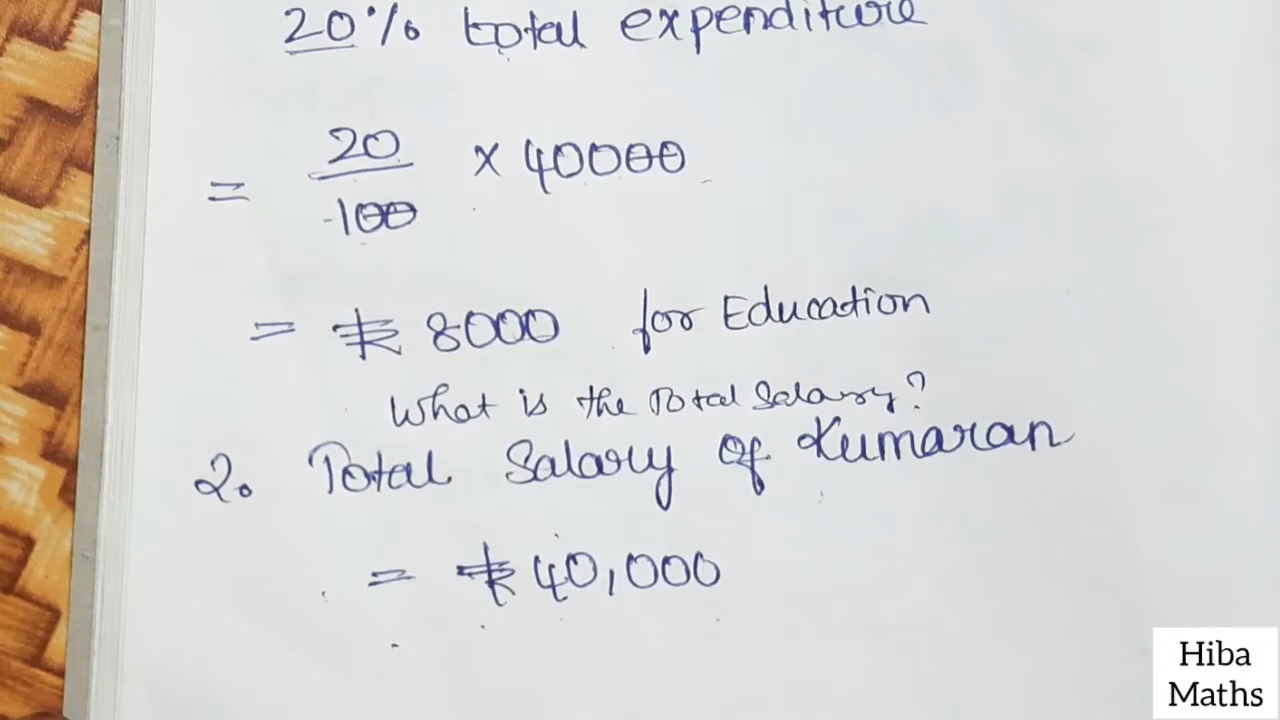 20% total expenditure
= 20/100 × 40000
= ₹ 8000 for Education
What is the Total Salary?
2. Total Salary of Kumaran
= ₹ 40,000
Hiba
Maths